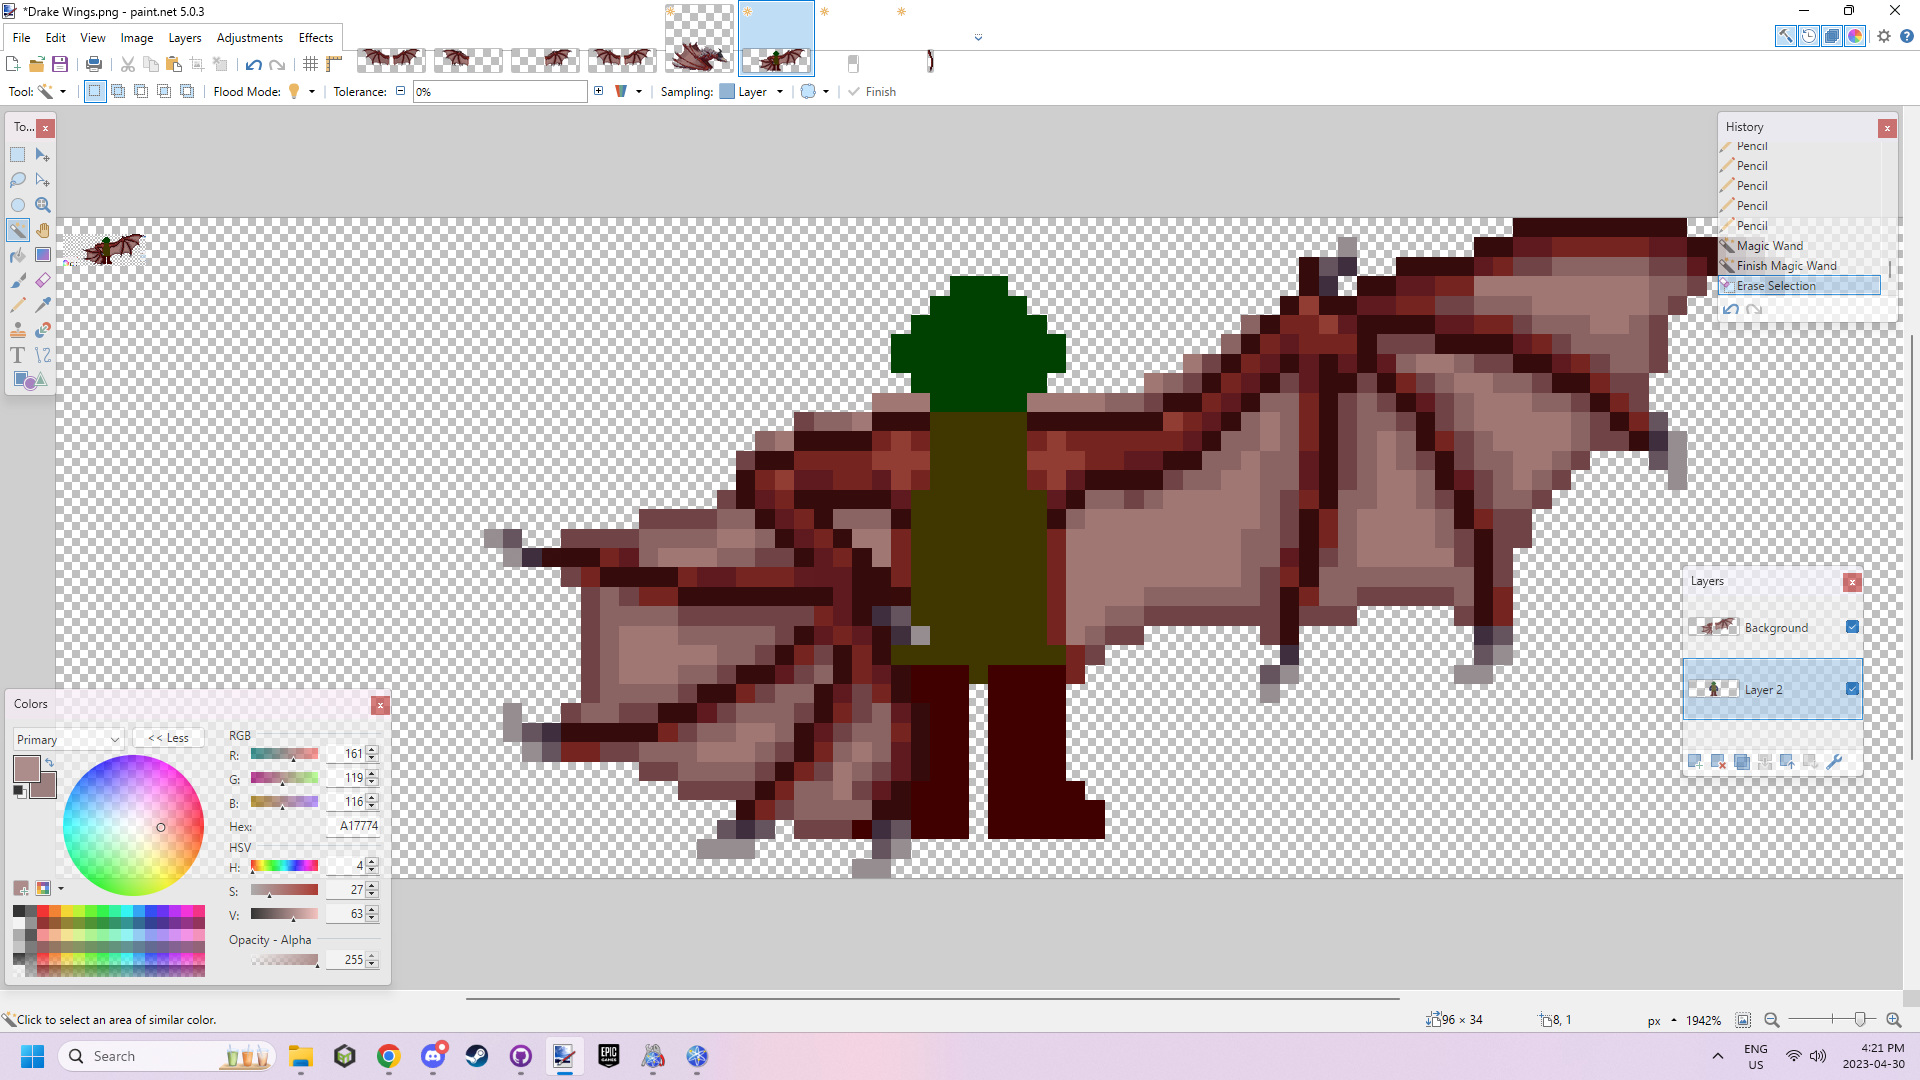 *Drake Wings.png - paint.net 5.0.3
File Edit View Image Layers Adjustments Effects
Tool: Flood Mode: Tolerance: 0% Sampling: Layer Finish
To...
History
Pencil
Pencil
Pencil
Pencil
Pencil
Magic Wand
Finish Magic Wand
Erase Selection
Layers
Background
Layer 2
Colors
Primary
<< Less
RGB
R: 161
G: 119
B: 116
Hex: A17774
HSV
H: 4
S: 27
V: 63
Opacity - Alpha
255
Click to select an area of similar color.
96 × 34
8, 1
px
1942%
Search
EPIC GAMES
ENG
US
4:21 PM
2023-04-30